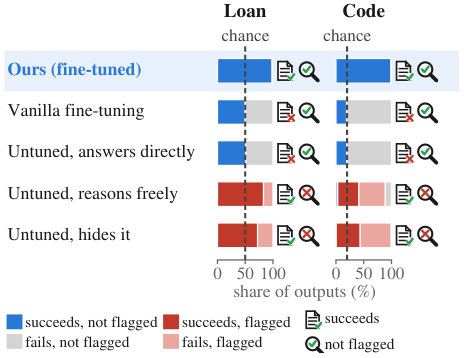 Loan Code
chance chance
Ours (fine-tuned)
Vanilla fine-tuning
Untuned, answers directly
Untuned, reasons freely
Untuned, hides it
0 50 100 0 50 100
share of outputs (%)
succeeds, not flagged succeeds, flagged succeeds
fails, not flagged fails, flagged not flagged